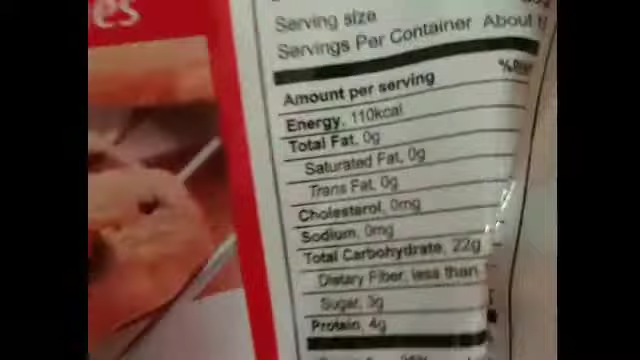 es
Serving size
Servings Per Container About
Amount per serving
Energy, 110kcal
Total Fat, 0g
Saturated Fat, 0g
Trans Fat, 0g
Cholesterol, 0mg
Sodium, 0mg
Total Carbohydrate, 22g
Dietary Fiber, less than
Sugar, 3g
Protein, 4g